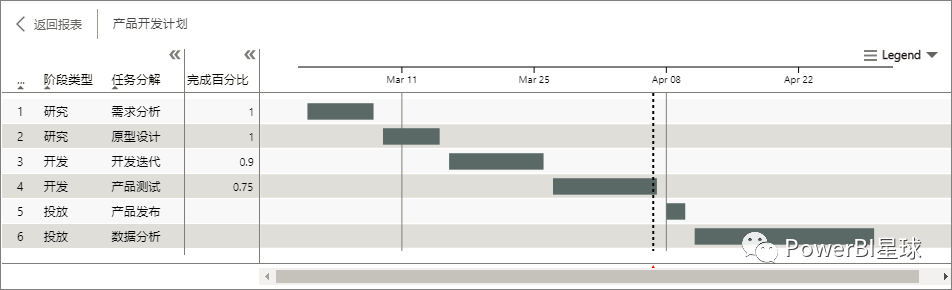 返回报表 产品开发计划
Legend
... 阶段类型 任务分解 完成百分比 Mar 11 Mar 25 Apr 08 Apr 22
1 研究 需求分析 1
2 研究 原型设计 1
3 开发 开发迭代 0.9
4 开发 产品测试 0.75
5 投放 产品发布
6 投放 数据分析
PowerBI星球